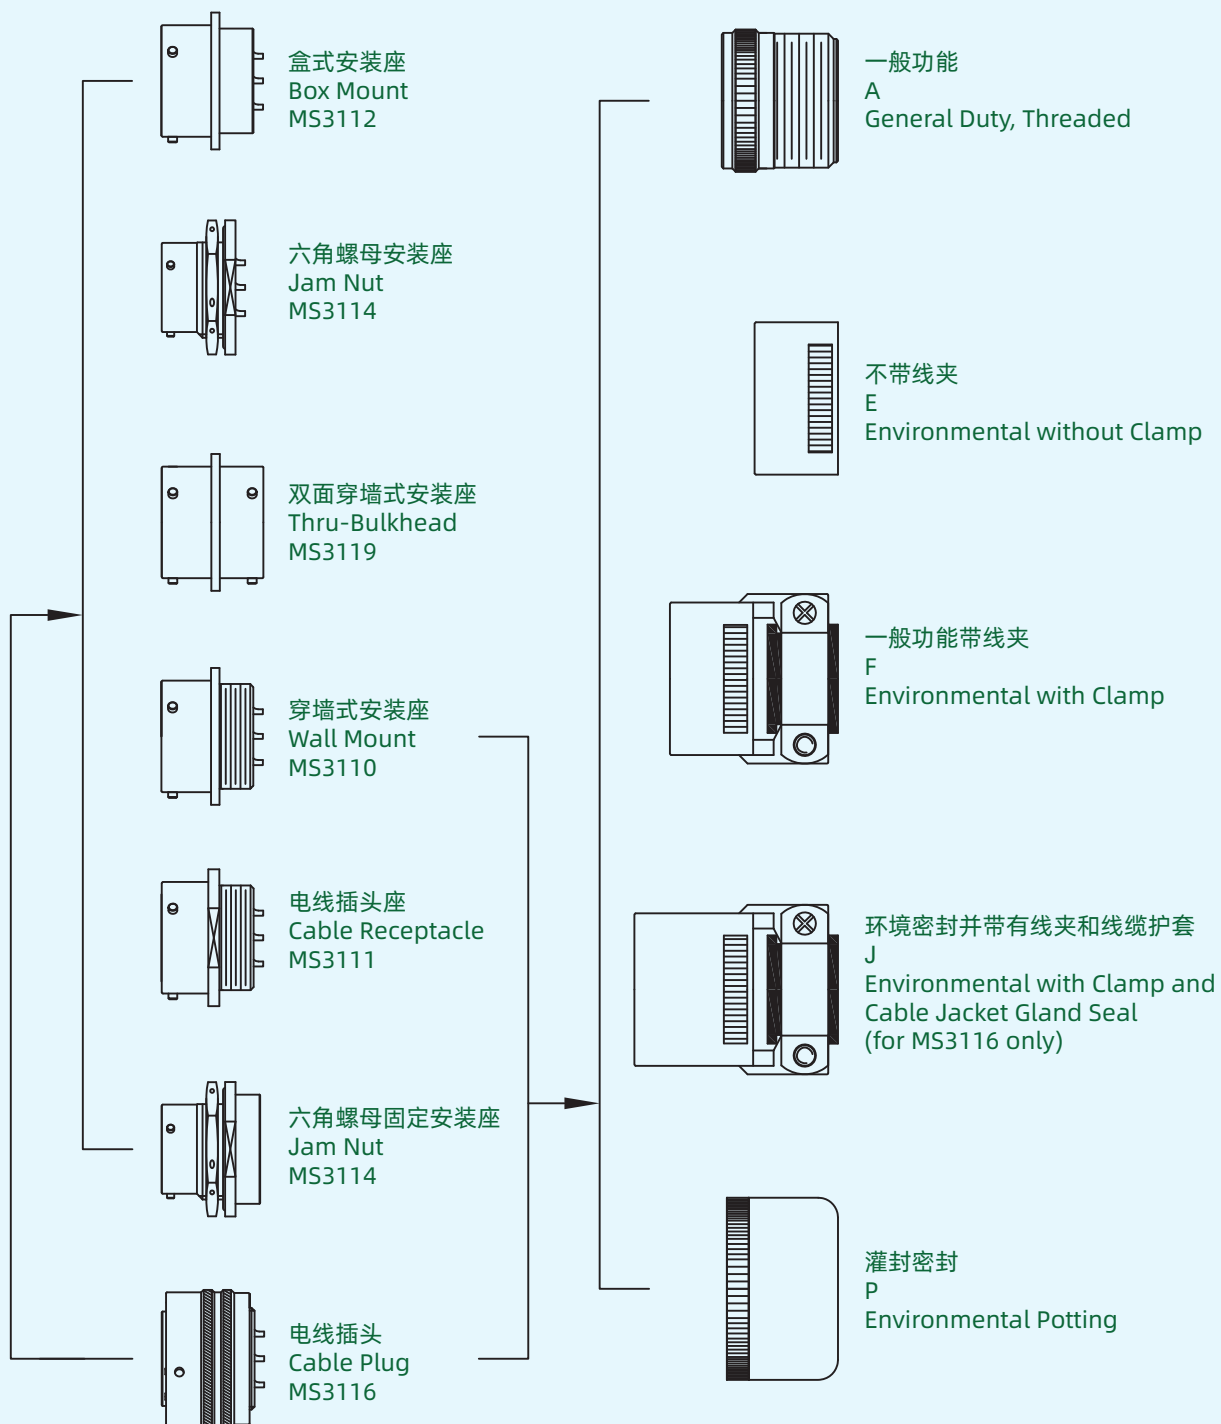 盒式安装座
Box Mount
MS3112
六角螺母安装座
Jam Nut
MS3114
双面穿墙式安装座
Thru-Bulkhead
MS3119
穿墙式安装座
Wall Mount
MS3110
电线插头座
Cable Receptacle
MS3111
六角螺母固定安装座
Jam Nut
MS3114
电线插头
Cable Plug
MS3116
一般功能
A
General Duty, Threaded
不带线夹
E
Environmental without Clamp
一般功能带线夹
F
Environmental with Clamp
环境密封并带有线夹和线缆护套
J
Environmental with Clamp and
Cable Jacket Gland Seal
(for MS3116 only)
灌封密封
P
Environmental Potting